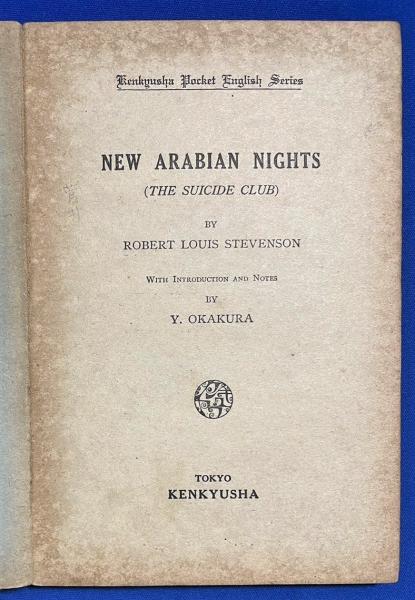 Kenkyusha Pocket English Series
NEW ARABIAN NIGHTS
(THE SUICIDE CLUB)
BY
ROBERT LOUIS STEVENSON
WITH INTRODUCTION AND NOTES
BY
Y. OKAKURA
TOKYO
KENKYUSHA